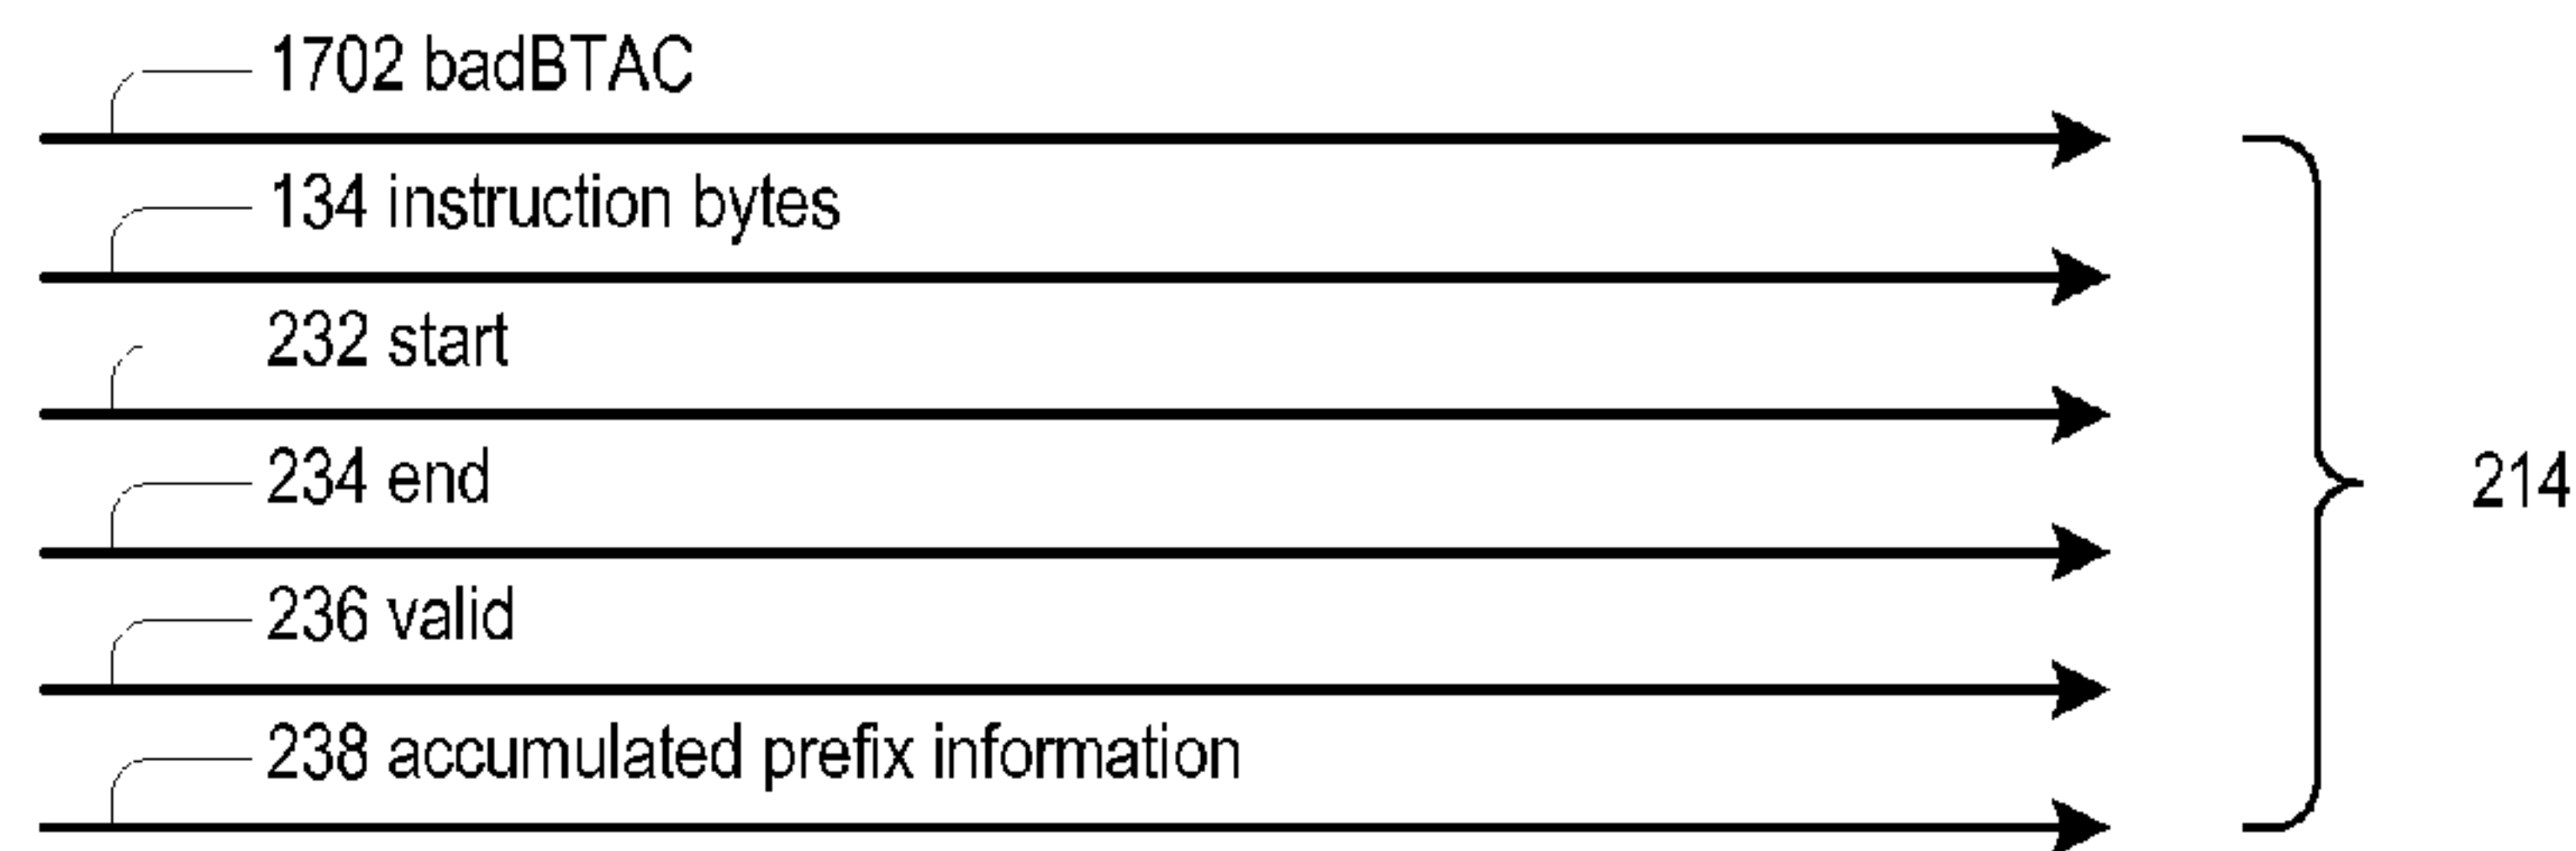 1702 badBTAC
134 instruction bytes
232 start
234 end
214
236 valid
238 accumulated prefix information